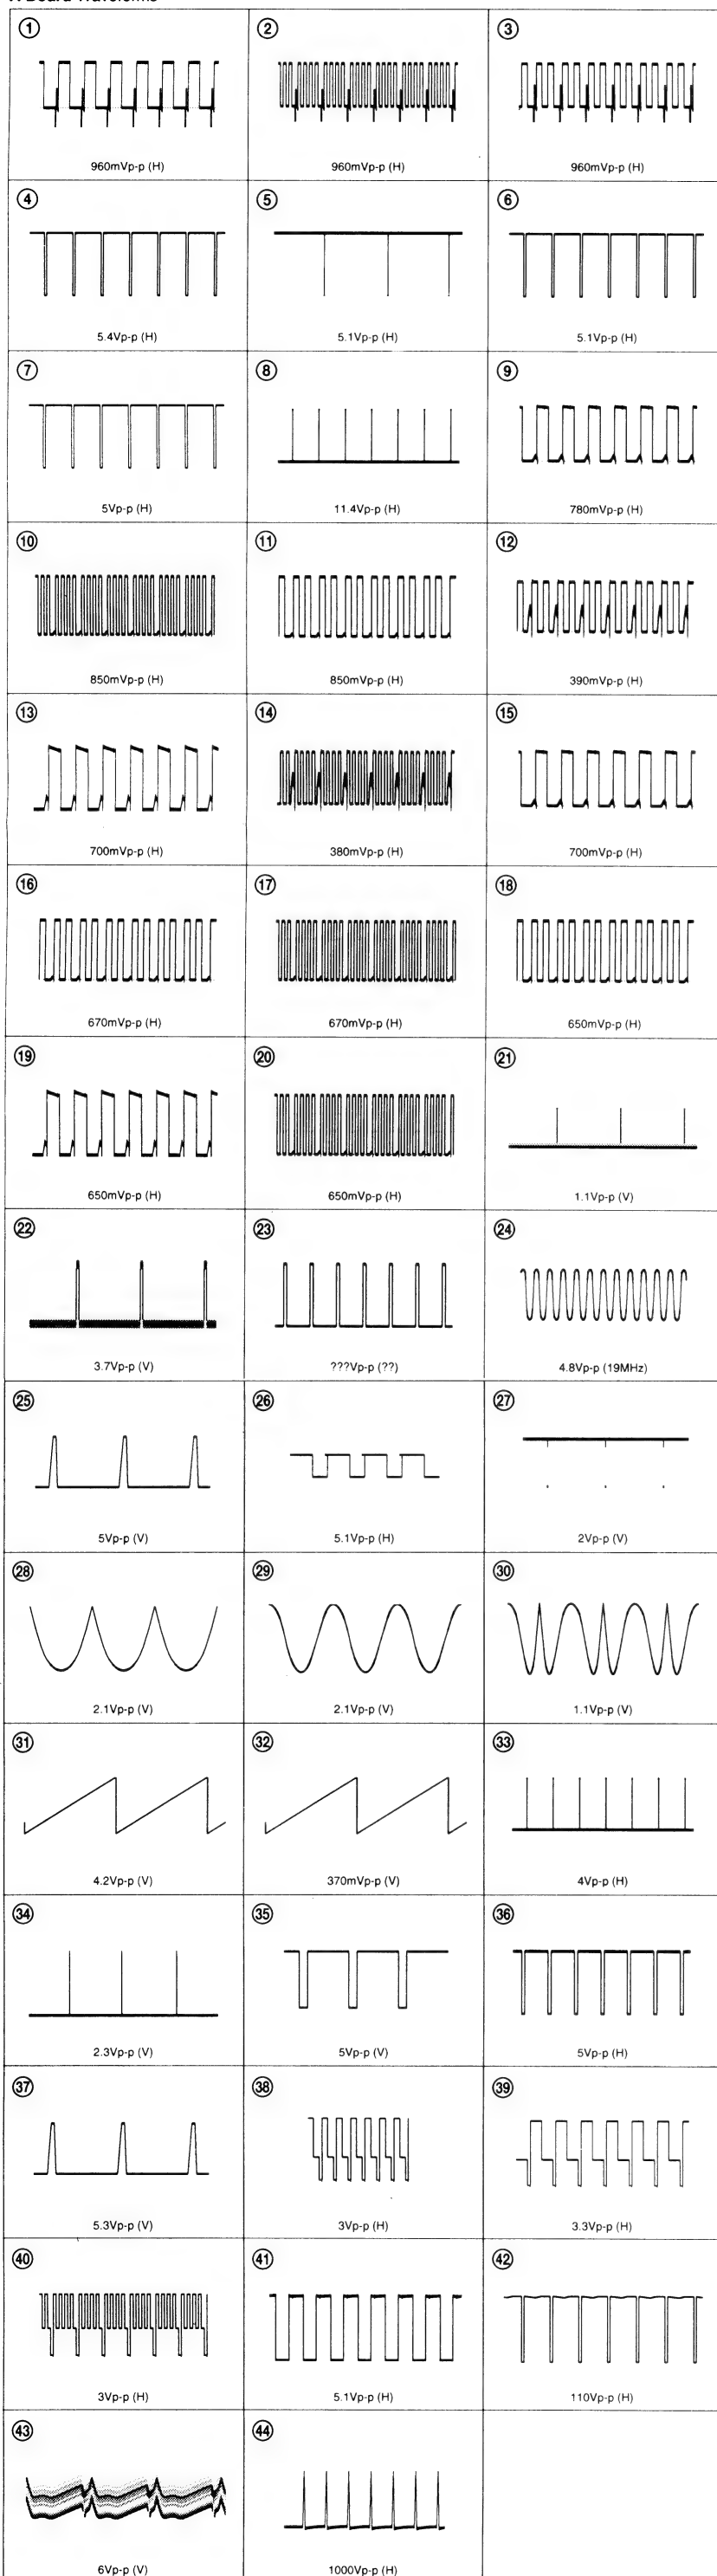 ① ② ③
960mVp-p (H) 960mVp-p (H) 960mVp-p (H)
④ ⑤ ⑥
5.4Vp-p (H) 5.1Vp-p (H) 5.1Vp-p (H)
⑦ ⑧ ⑨
5Vp-p (H) 11.4Vp-p (H) 780mVp-p (H)
⑩ ⑪ ⑫
850mVp-p (H) 850mVp-p (H) 390mVp-p (H)
⑬ ⑭ ⑮
700mVp-p (H) 380mVp-p (H) 700mVp-p (H)
⑯ ⑰ ⑱
670mVp-p (H) 670mVp-p (H) 650mVp-p (H)
⑲ ⑳ ㉑
650mVp-p (H) 650mVp-p (H) 1.1Vp-p (V)
㉒ ㉓ ㉔
3.7Vp-p (V) ???Vp-p (??) 4.8Vp-p (19MHz)
㉕ ㉖ ㉗
5Vp-p (V) 5.1Vp-p (H) 2Vp-p (V)
㉘ ㉙ ㉚
2.1Vp-p (V) 2.1Vp-p (V) 1.1Vp-p (V)
㉛ ㉜ ㉝
4.2Vp-p (V) 370mVp-p (V) 4Vp-p (H)
㉞ ㉟ ㊱
2.3Vp-p (V) 5Vp-p (V) 5Vp-p (H)
㊲ ㊳ ㊴
5.3Vp-p (V) 3Vp-p (H) 3.3Vp-p (H)
㊵ ㊶ ㊷
3Vp-p (H) 5.1Vp-p (H) 110Vp-p (H)
㊸ ㊹
6Vp-p (V) 1000Vp-p (H)